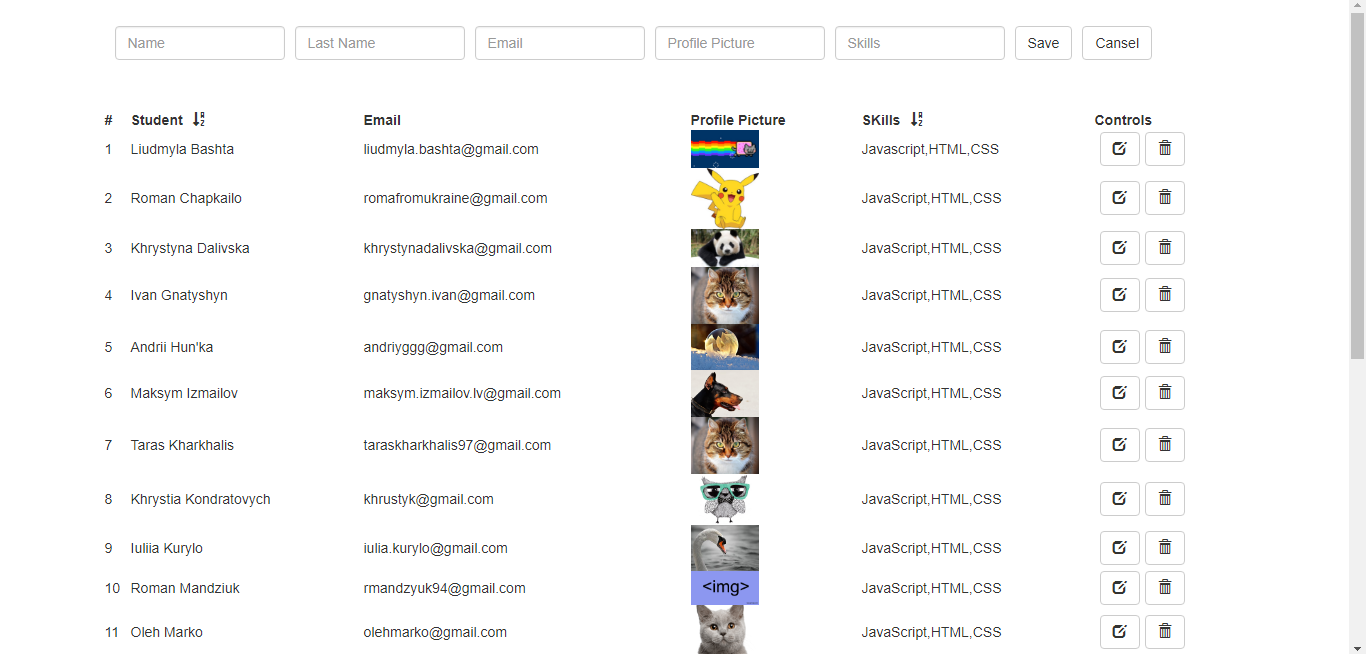 Name Last Name Email Profile Picture Skills Save Cansel
# Student Email Profile Picture SKills Controls
1 Liudmyla Bashta liudmyla.bashta@gmail.com Javascript,HTML,CSS
2 Roman Chapkailo romafromukraine@gmail.com JavaScript,HTML,CSS
3 Khrystyna Dalivska khrystynadalivska@gmail.com JavaScript,HTML,CSS
4 Ivan Gnatyshyn gnatyshyn.ivan@gmail.com JavaScript,HTML,CSS
5 Andrii Hun'ka andriyggg@gmail.com JavaScript,HTML,CSS
6 Maksym Izmailov maksym.izmailov.lv@gmail.com JavaScript,HTML,CSS
7 Taras Kharkhalis taraskharkhalis97@gmail.com JavaScript,HTML,CSS
8 Khrystia Kondratovych khrustyk@gmail.com JavaScript,HTML,CSS
9 Iuliia Kurylo iulia.kurylo@gmail.com JavaScript,HTML,CSS
10 Roman Mandziuk rmandzyuk94@gmail.com <img> JavaScript,HTML,CSS
11 Oleh Marko olehmarko@gmail.com JavaScript,HTML,CSS